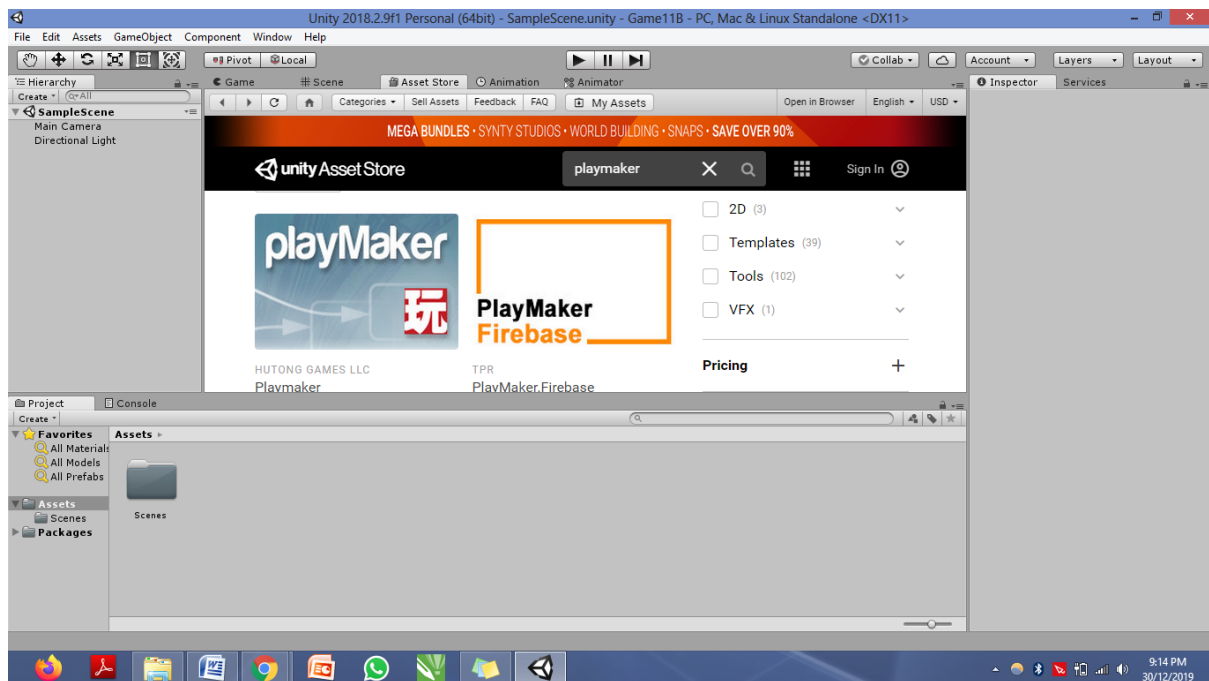 Unity 2018.2.9f1 Personal (64bit) - SampleScene.unity - Game11B - PC, Mac & Linux Standalone <DX11>
File Edit Assets GameObject Component Window Help
Pivot Local Collab Account Layers Layout
Hierarchy Game Scene Asset Store Animation Animator Inspector Services
Create All Categories Sell Assets Feedback FAQ My Assets Open in Browser English USD
SampleScene
Main Camera
Directional Light
MEGA BUNDLES • SYNTY STUDIOS • WORLD BUILDING • SNAPS • SAVE OVER 90%
unity Asset Store playmaker Sign In
playMaker
玩
PlayMaker
Firebase
HUTONG GAMES LLC TPR
Playmaker PlayMaker.Firebase
2D (3)
Templates (39)
Tools (102)
VFX (1)
Pricing
Project Console
Create
Favorites Assets
All Materials
All Models
All Prefabs
Assets
Scenes Scenes
Packages
9:14 PM
30/12/2019